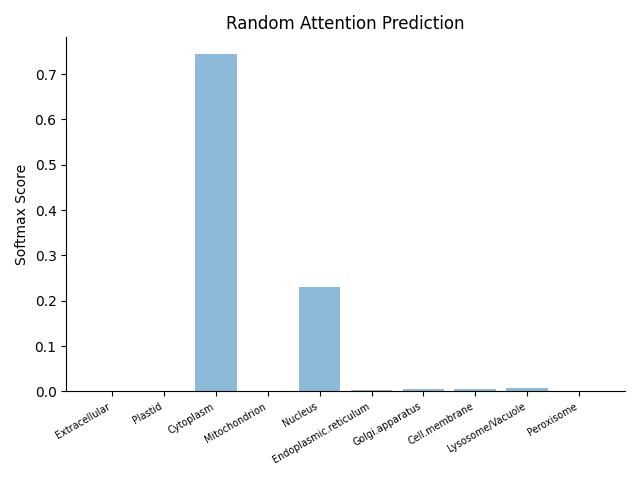 Random Attention Prediction
Softmax Score
0.7
0.6
0.5
0.4
0.3
0.2
0.1
0.0
Extracellular
Plastid
Cytoplasm
Mitochondrion
Nucleus
Endoplasmic.reticulum
Golgi.apparatus
Cell.membrane
Lysosome/Vacuole
Peroxisome